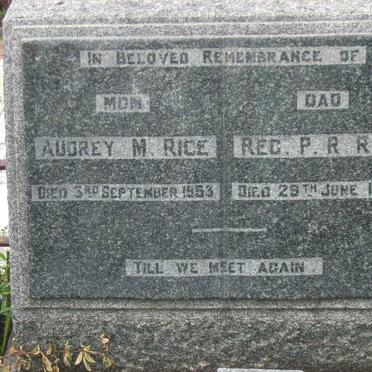 IN BELOVED REMEMBRANCE OF
MOM DAD
AUDREY M. RICE REG. P. R. R
DIED 3RD SEPTEMBER 1953 DIED 29TH JUNE 1
TILL WE MEET AGAIN